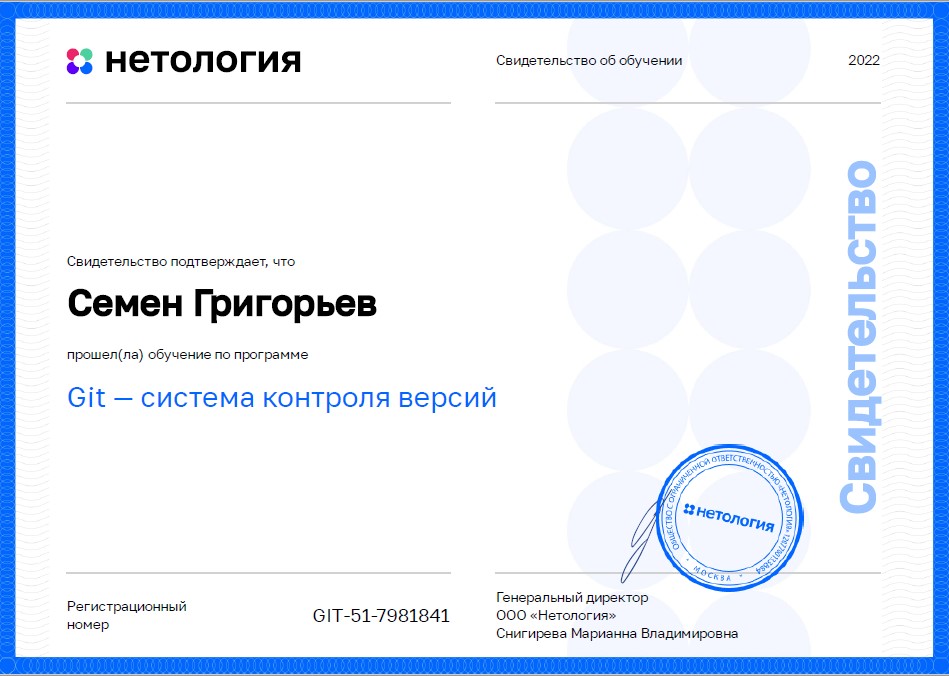 нетология
Свидетельство об обучении
2022
Свидетельство
Свидетельство подтверждает, что
Семен Григорьев
прошел(ла) обучение по программе
Git — система контроля версий
ОБЩЕСТВО С ОГРАНИЧЕННОЙ ОТВЕТСТВЕННОСТЬЮ «НЕТОЛОГИЯ»
нетология
* МОСКВА *
Регистрационный
номер
GIT-51-7981841
Генеральный директор
ООО «Нетология»
Снигирева Марианна Владимировна